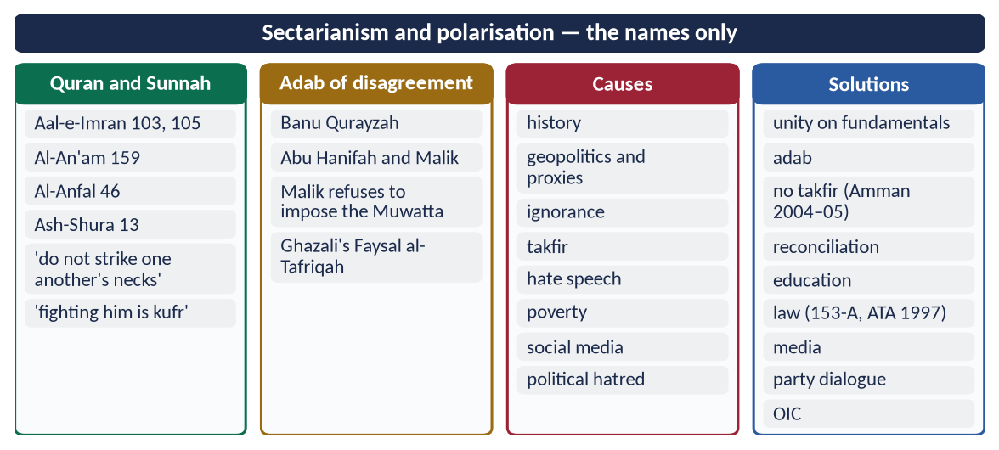 Sectarianism and polarisation — the names only
Quran and Sunnah
Aal-e-Imran 103, 105
Al-An'am 159
Al-Anfal 46
Ash-Shura 13
'do not strike one
another's necks'
'fighting him is kufr'
Adab of disagreement
Banu Qurayzah
Abu Hanifah and Malik
Malik refuses to
impose the Muwatta
Ghazali's Faysal al-
Tafriqah
Causes
history
geopolitics and
proxies
ignorance
takfir
hate speech
poverty
social media
political hatred
Solutions
unity on fundamentals
adab
no takfir (Amman
2004–05)
reconciliation
education
law (153-A, ATA 1997)
media
party dialogue
OIC